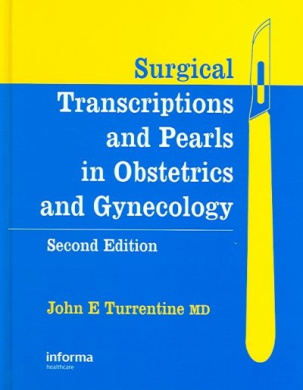 Surgical
Transcriptions
and Pearls
in Obstetrics
and Gynecology
Second Edition
John E Turrentine MD
informa
healthcare